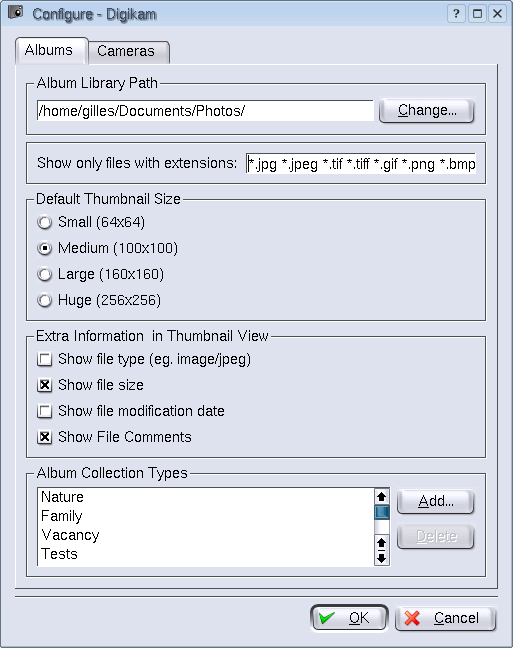 Configure - Digikam
?
Albums
Cameras
Album Library Path
/home/gilles/Documents/Photos/
Change...
Show only files with extensions:
*.jpg *.jpeg *.tif *.tiff *.gif *.png *.bmp
Default Thumbnail Size
Small (64x64)
Medium (100x100)
Large (160x160)
Huge (256x256)
Extra Information in Thumbnail View
Show file type (eg. image/jpeg)
Show file size
Show file modification date
Show File Comments
Album Collection Types
Nature
Family
Vacancy
Tests
Add...
Delete
OK
Cancel